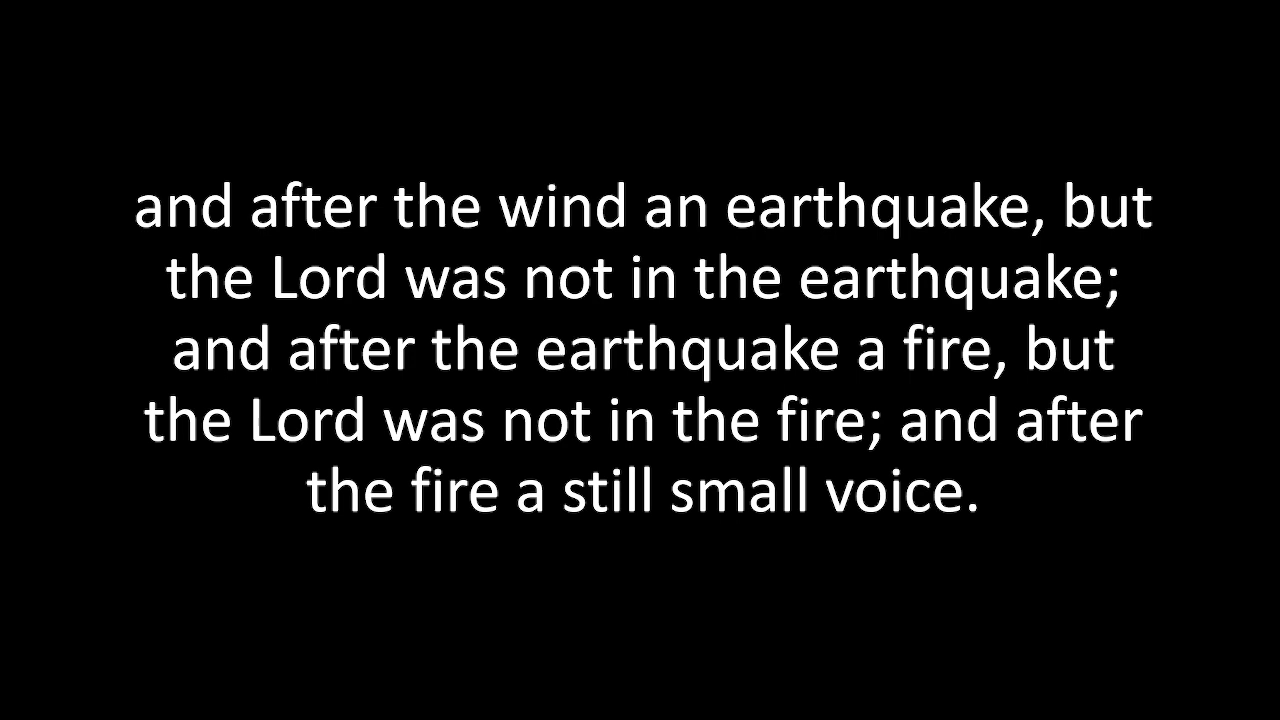 and after the wind an earthquake, but
the Lord was not in the earthquake;
and after the earthquake a fire, but
the Lord was not in the fire; and after
the fire a still small voice.